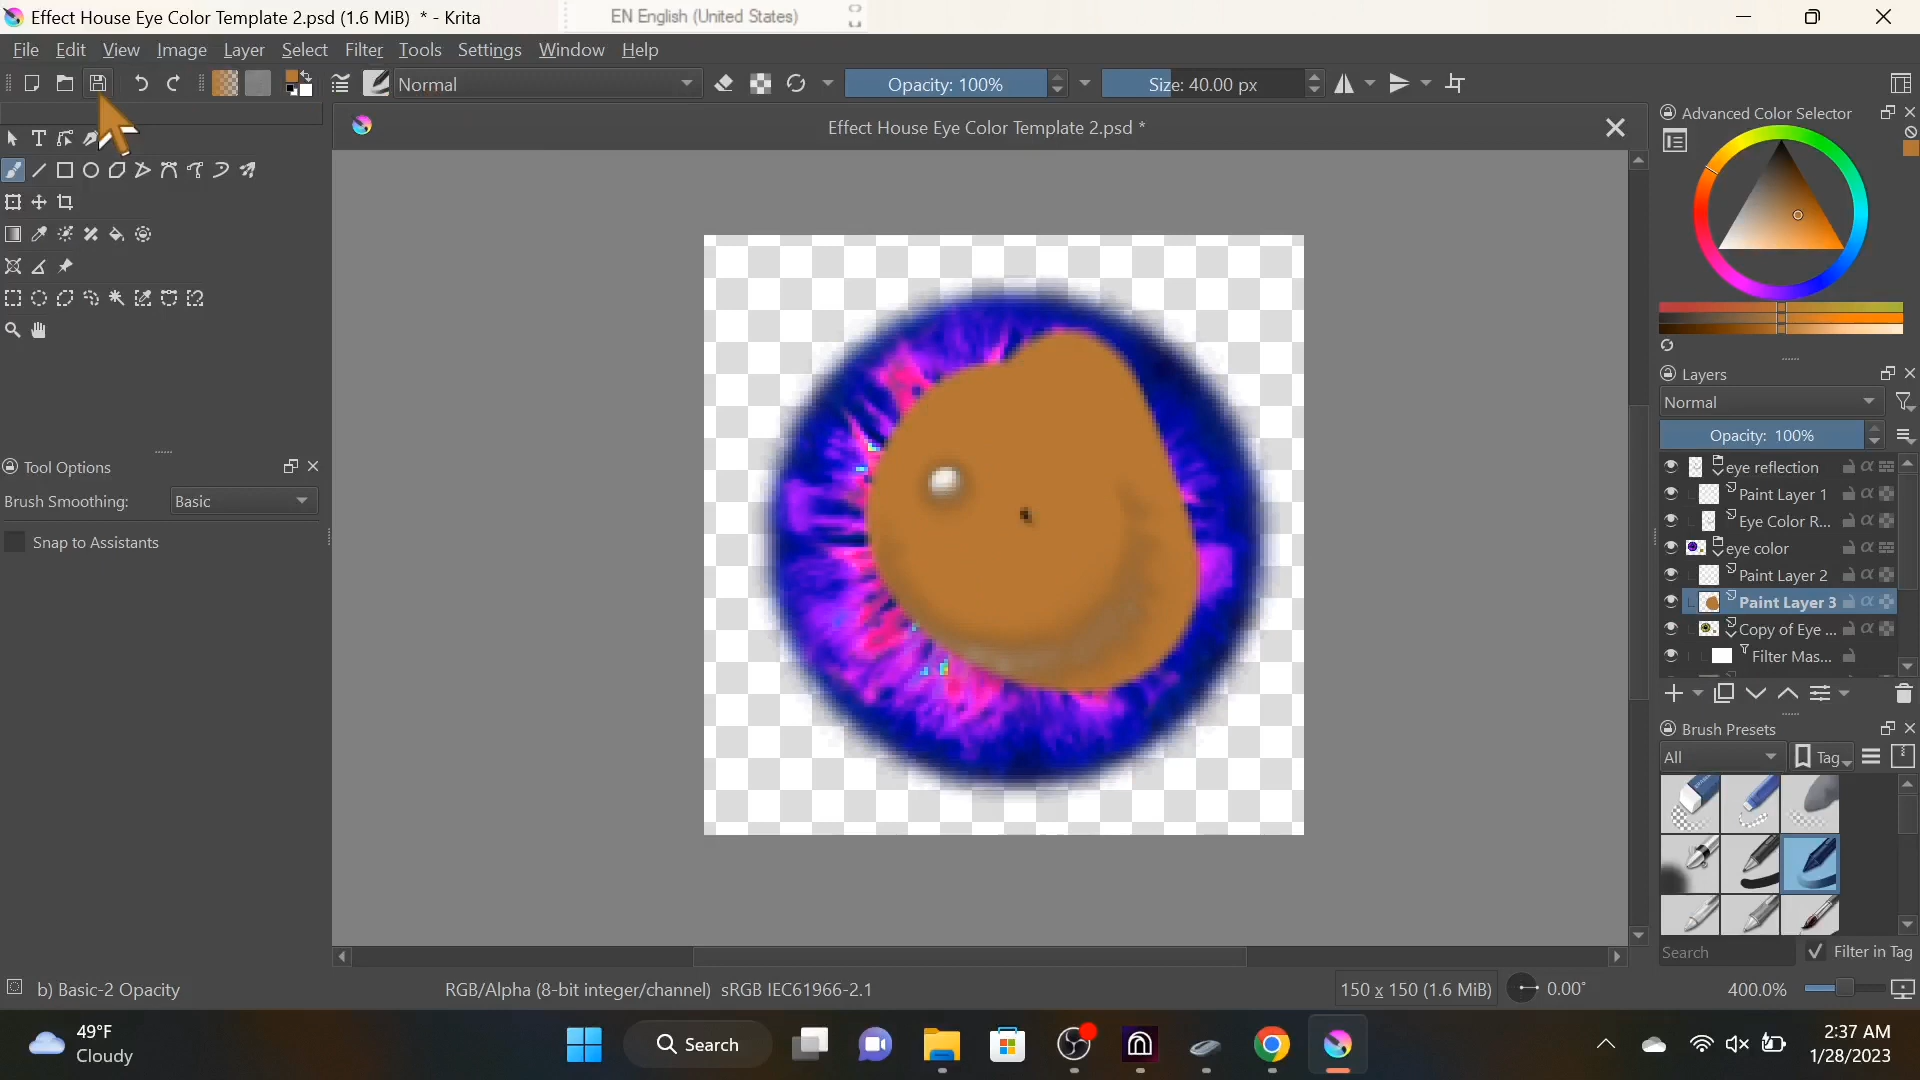 Effect House Eye Color Template 2.psd (1.6 MiB) * - Krita
EN English (United States)
File Edit View Image Layer Select Filter Tools Settings Window Help
Normal
Opacity: 100%
Size: 40.00 px
Effect House Eye Color Template 2.psd *
Advanced Color Selector
Tool Options
Brush Smoothing: Basic
Snap to Assistants
Layers
Normal
Opacity: 100%
eye reflection
Paint Layer 1
Eye Color R...
eye color
Paint Layer 2
Paint Layer 3
Copy of Eye ...
Filter Mas...
Brush Presets
All
Tag
Search
Filter in Tag
b) Basic-2 Opacity
RGB/Alpha (8-bit integer/channel) sRGB IEC61966-2.1
150 x 150 (1.6 MiB)
0.00°
400.0%
49°F
Cloudy
Search
2:37 AM
1/28/2023